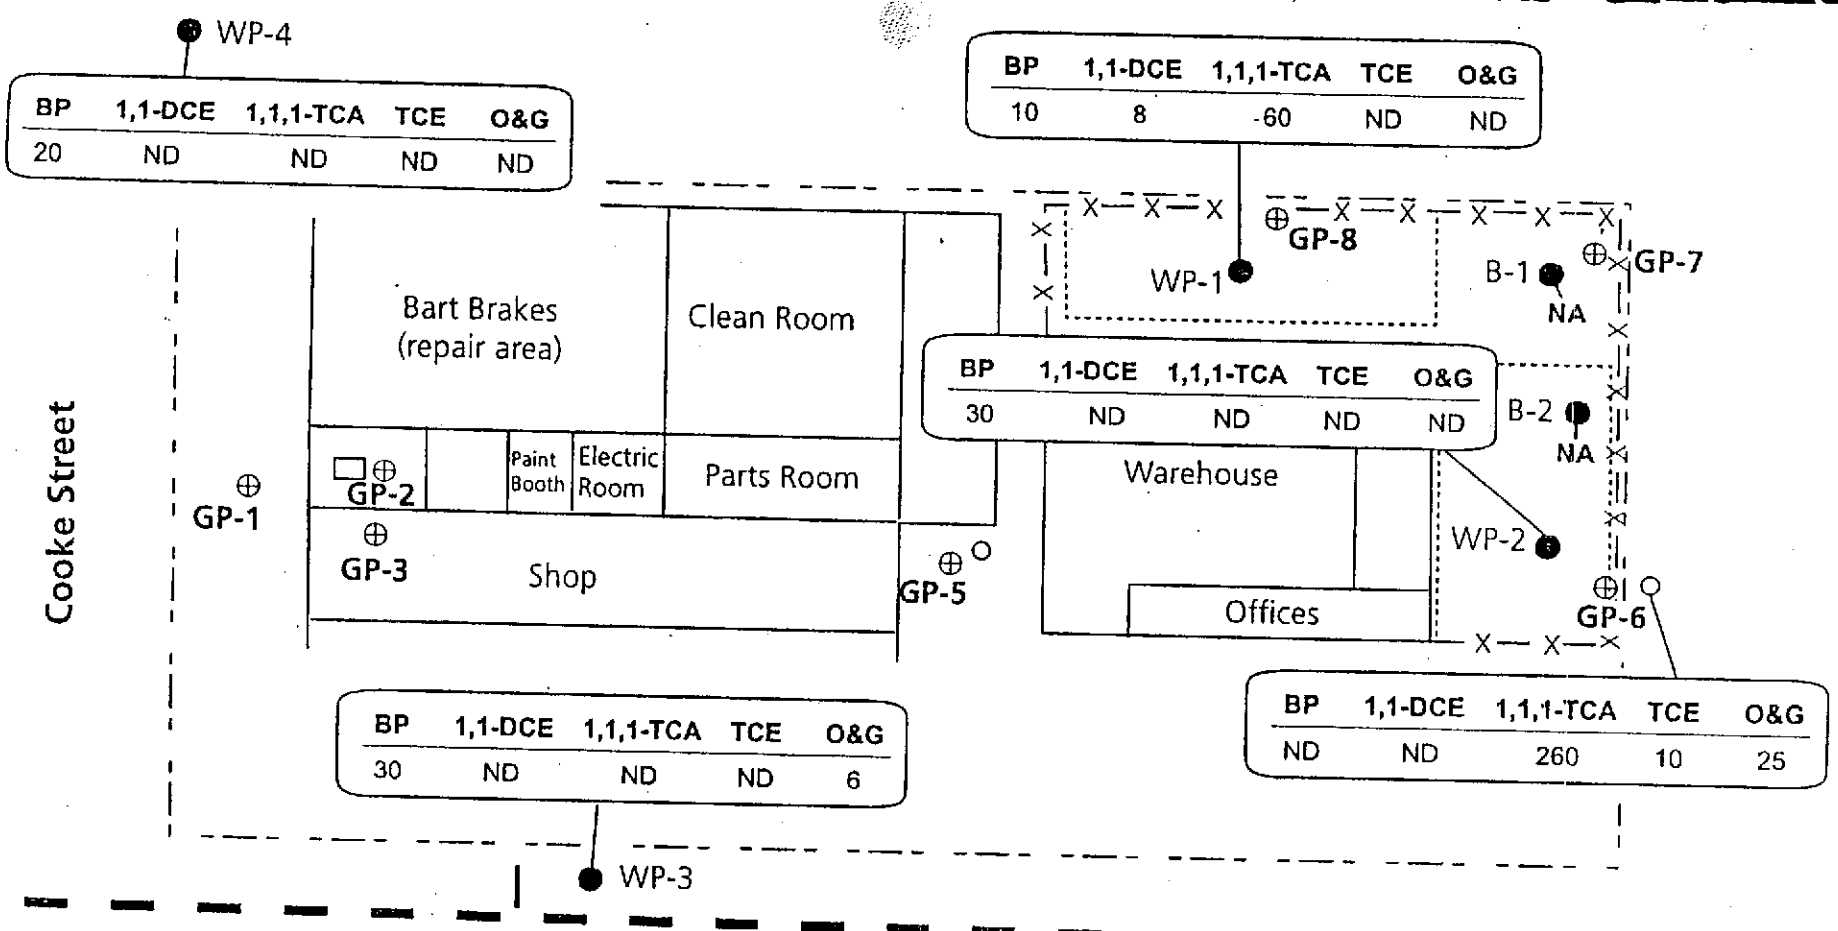 WP-4
BP 1,1-DCE 1,1,1-TCA TCE O&G
20 ND ND ND ND
BP 1,1-DCE 1,1,1-TCA TCE O&G
10 8 -60 ND ND
X X X X X X X X
GP-8
GP-7
WP-1
B-1
NA
Bart Brakes
(repair area)
Clean Room
BP 1,1-DCE 1,1,1-TCA TCE O&G
30 ND ND ND ND
B-2
NA
Cooke Street
GP-1
GP-2
Paint
Booth
Electric
Room
Parts Room
Warehouse
WP-2
GP-3
Shop
GP-5
Offices
GP-6
X X X
BP 1,1-DCE 1,1,1-TCA TCE O&G
30 ND ND ND 6
BP 1,1-DCE 1,1,1-TCA TCE O&G
ND ND 260 10 25
WP-3